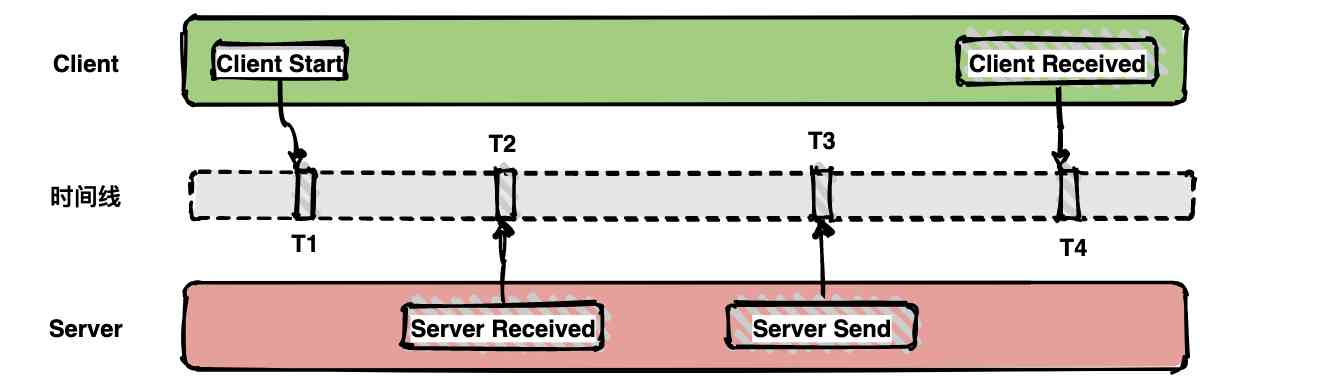 Client
Client Start
Client Received
T2
T3
时间线
T1
T4
Server
Server Received
Server Send